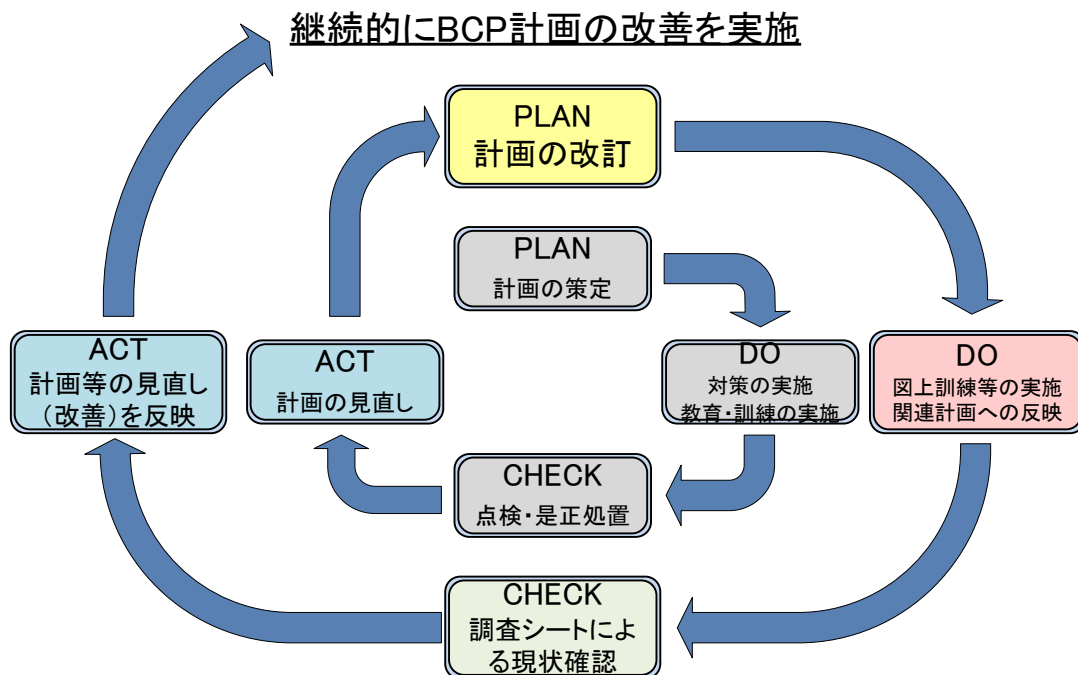 継続的にBCP計画の改善を実施
PLAN
計画の改訂
PLAN
計画の策定
ACT
計画等の見直し
（改善）を反映
ACT
計画の見直し
DO
対策の実施
教育・訓練の実施
DO
図上訓練等の実施
関連計画への反映
CHECK
点検・是正処置
CHECK
調査シートによ
る現状確認